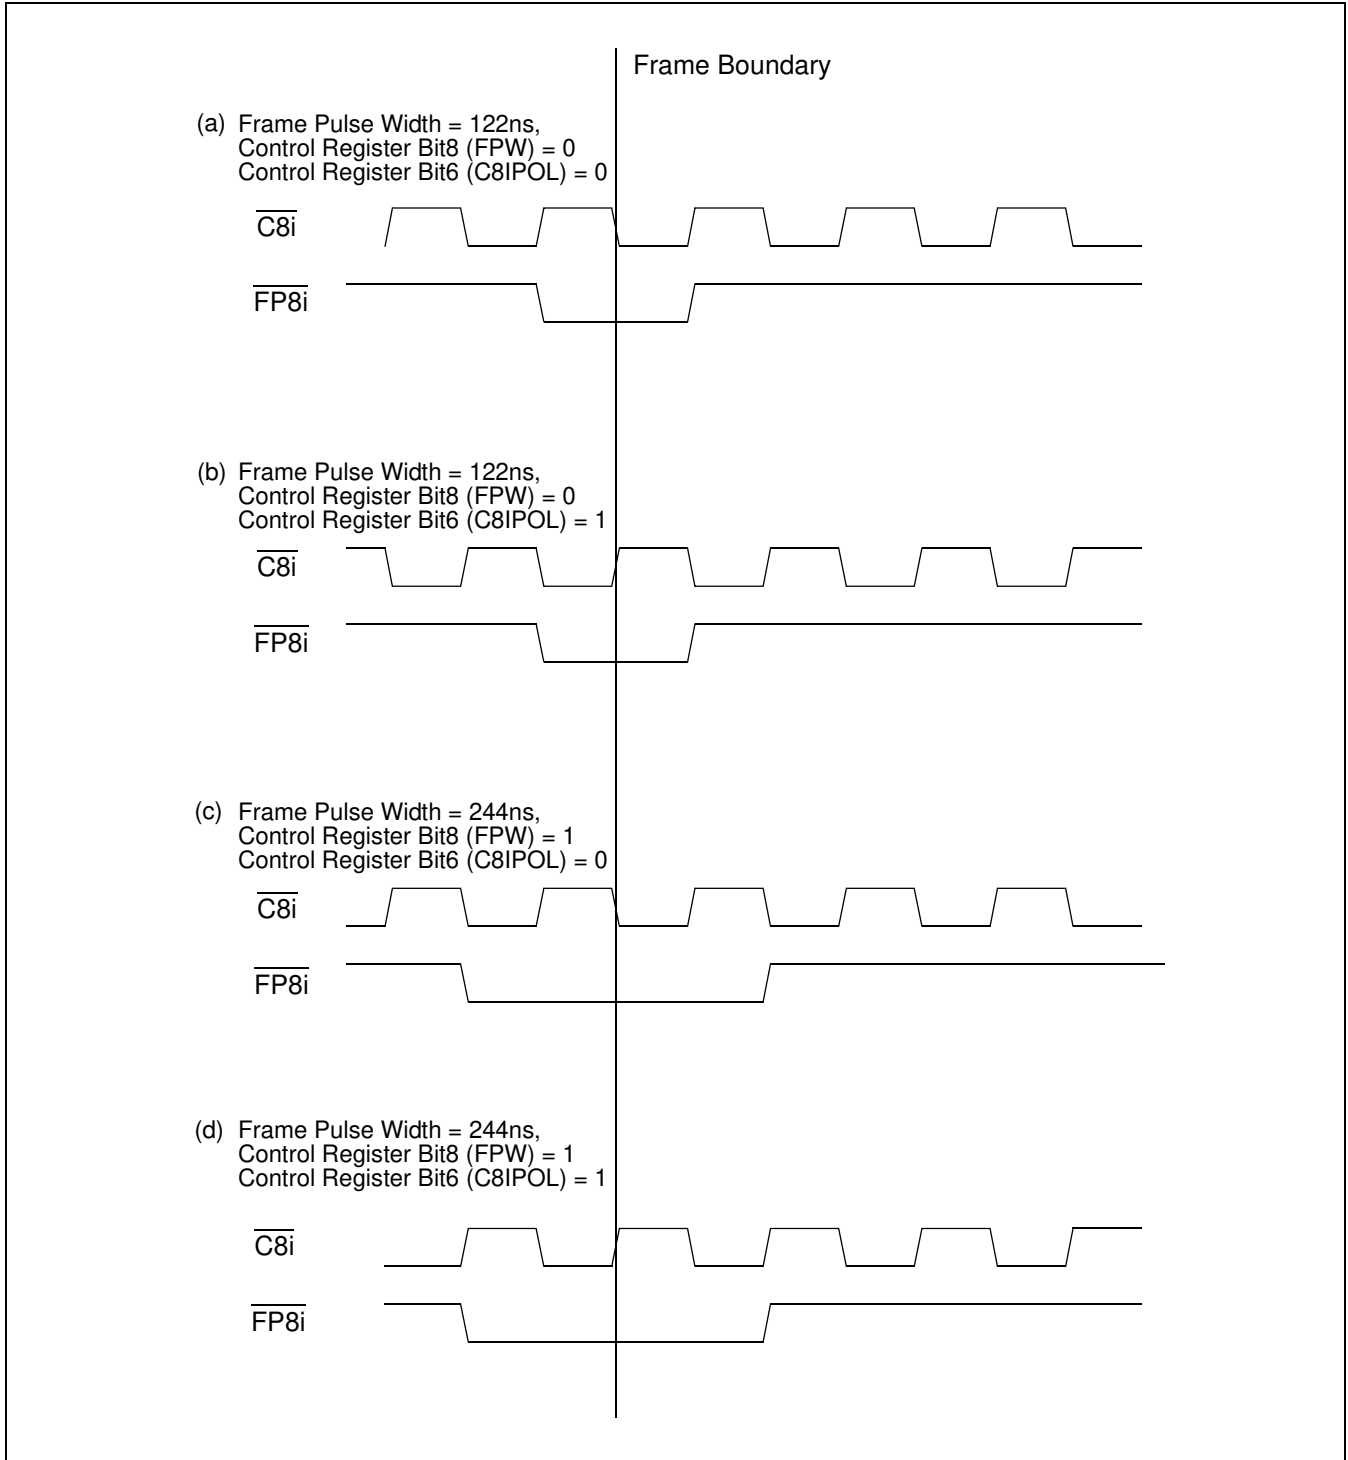 Frame Boundary
(a) Frame Pulse Width = 122ns,
Control Register Bit8 (FPW) = 0
Control Register Bit6 (C8IPOL) = 0
C8i
FP8i
(b) Frame Pulse Width = 122ns,
Control Register Bit8 (FPW) = 0
Control Register Bit6 (C8IPOL) = 1
C8i
FP8i
(c) Frame Pulse Width = 244ns,
Control Register Bit8 (FPW) = 1
Control Register Bit6 (C8IPOL) = 0
C8i
FP8i
(d) Frame Pulse Width = 244ns,
Control Register Bit8 (FPW) = 1
Control Register Bit6 (C8IPOL) = 1
C8i
FP8i